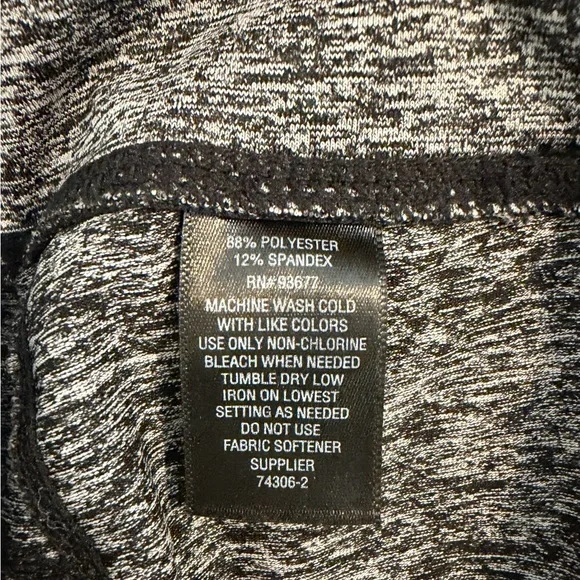 88% POLYESTER
12% SPANDEX
RN# 93677
MACHINE WASH COLD
WITH LIKE COLORS
USE ONLY NON-CHLORINE
BLEACH WHEN NEEDED
TUMBLE DRY LOW
IRON ON LOWEST
SETTING AS NEEDED
DO NOT USE
FABRIC SOFTENER
SUPPLIER
74306-2